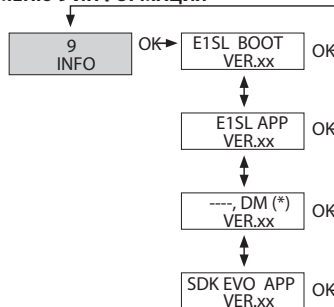 9
INFO
OK
E1SL BOOT
VER.xx
OK
E1SL APP
VER.xx
OK
----, DM (*)
VER.xx
OK
SDK EVO APP
VER.xx
OK